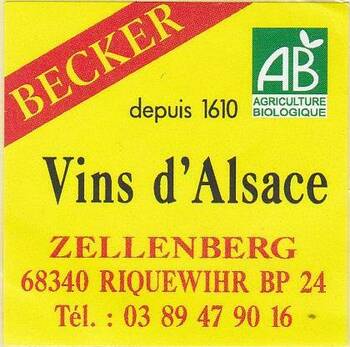 BECKER
depuis 1610
AB
AGRICULTURE
BIOLOGIQUE
Vins d'Alsace
ZELLENBERG
68340 RIQUEWIHR BP 24
Tél. : 03 89 47 90 16